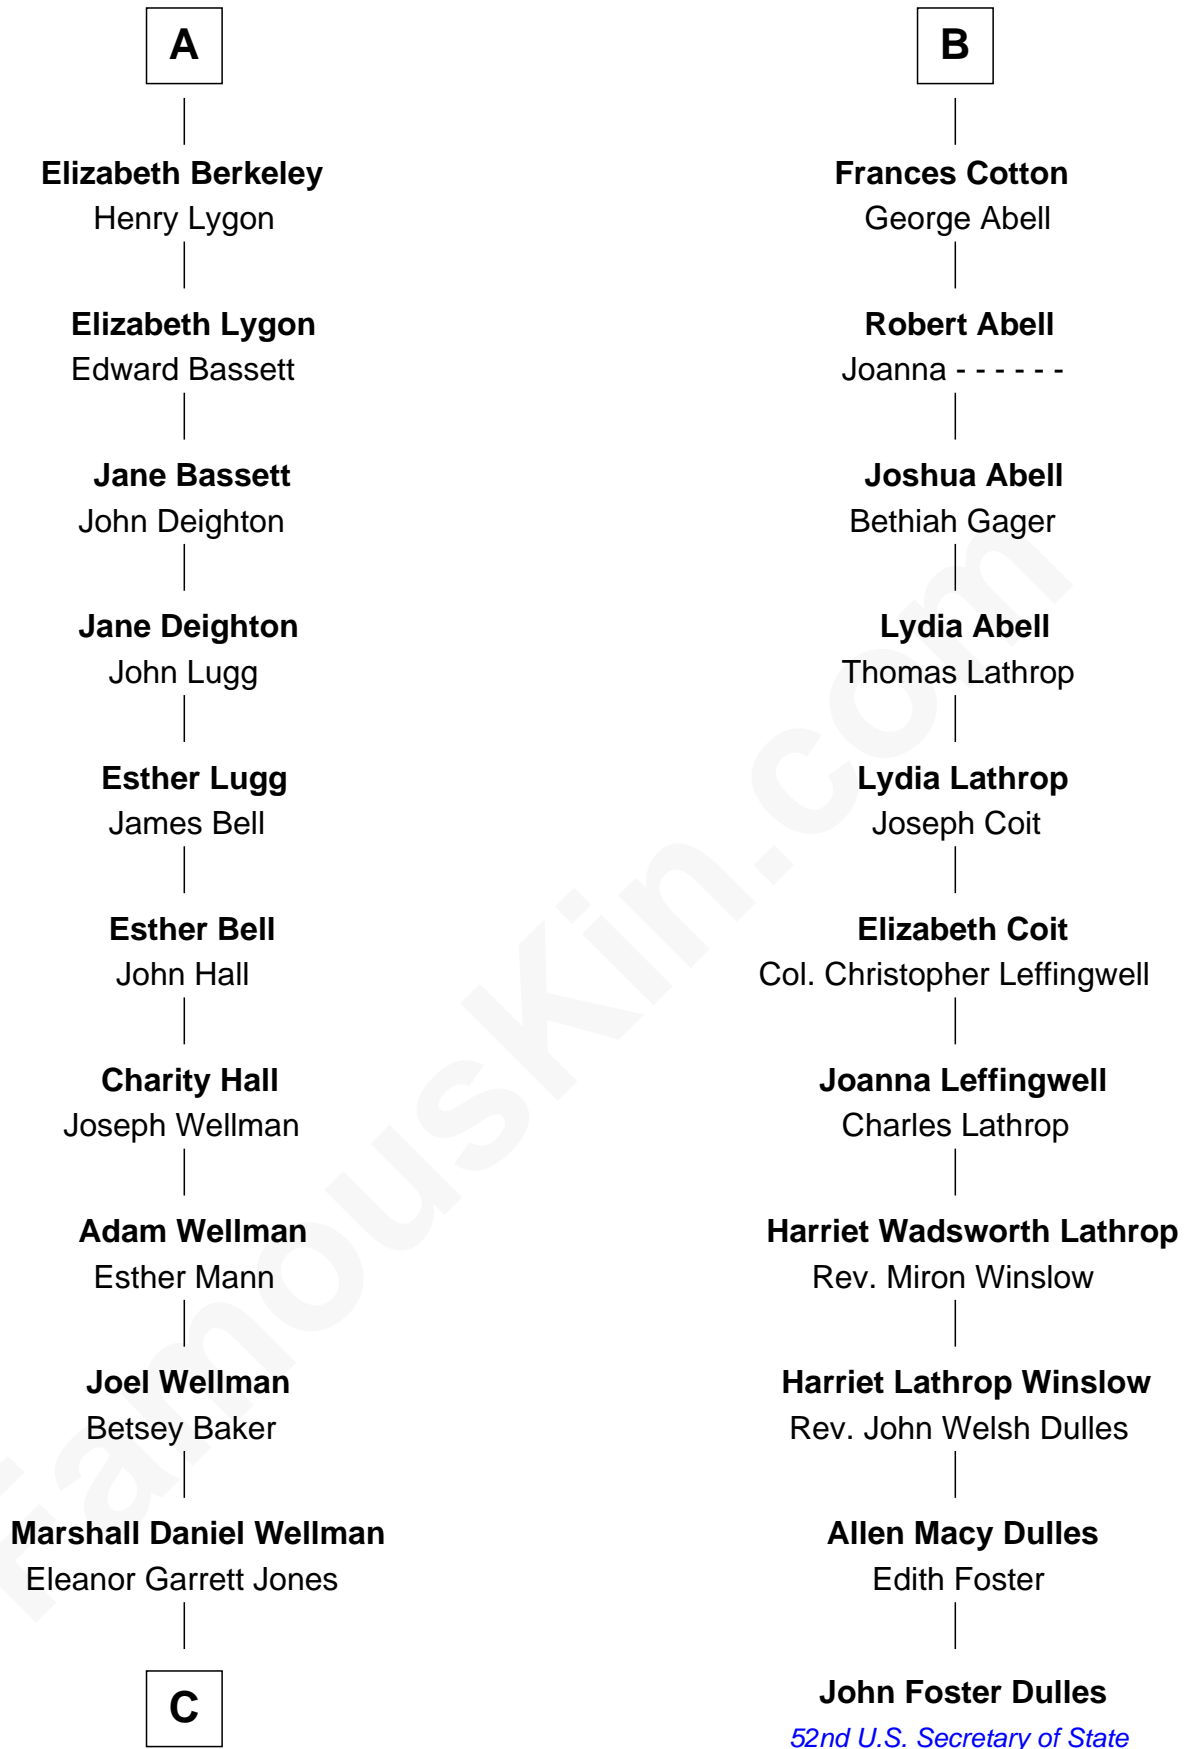 A
Elizabeth Berkeley
Henry Lygon
Elizabeth Lygon
Edward Bassett
Jane Bassett
John Deighton
Jane Deighton
John Lugg
Esther Lugg
James Bell
Esther Bell
John Hall
Charity Hall
Joseph Wellman
Adam Wellman
Esther Mann
Joel Wellman
Betsey Baker
Marshall Daniel Wellman
Eleanor Garrett Jones
C
B
Frances Cotton
George Abell
Robert Abell
Joanna - - - - - -
Joshua Abell
Bethiah Gager
Lydia Abell
Thomas Lathrop
Lydia Lathrop
Joseph Coit
Elizabeth Coit
Col. Christopher Leffingwell
Joanna Leffingwell
Charles Lathrop
Harriet Wadsworth Lathrop
Rev. Miron Winslow
Harriet Lathrop Winslow
Rev. John Welsh Dulles
Allen Macy Dulles
Edith Foster
John Foster Dulles
52nd U.S. Secretary of State
FamousKin.com